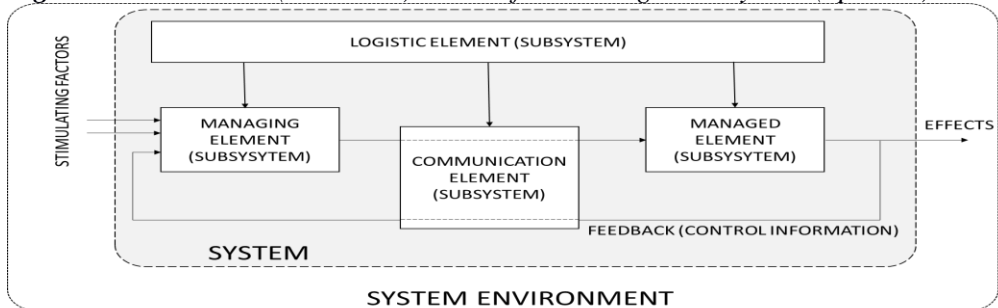 LOGISTIC ELEMENT (SUBSYSTEM)
STIMULATING FACTORS
MANAGING
ELEMENT
(SUBSYSYTEM)
COMMUNICATION
ELEMENT
(SUBSYSTEM)
MANAGED
ELEMENT
(SUBSYSYTEM)
EFFECTS
FEEDBACK (CONTROL INFORMATION)
SYSTEM
SYSTEM ENVIRONMENT